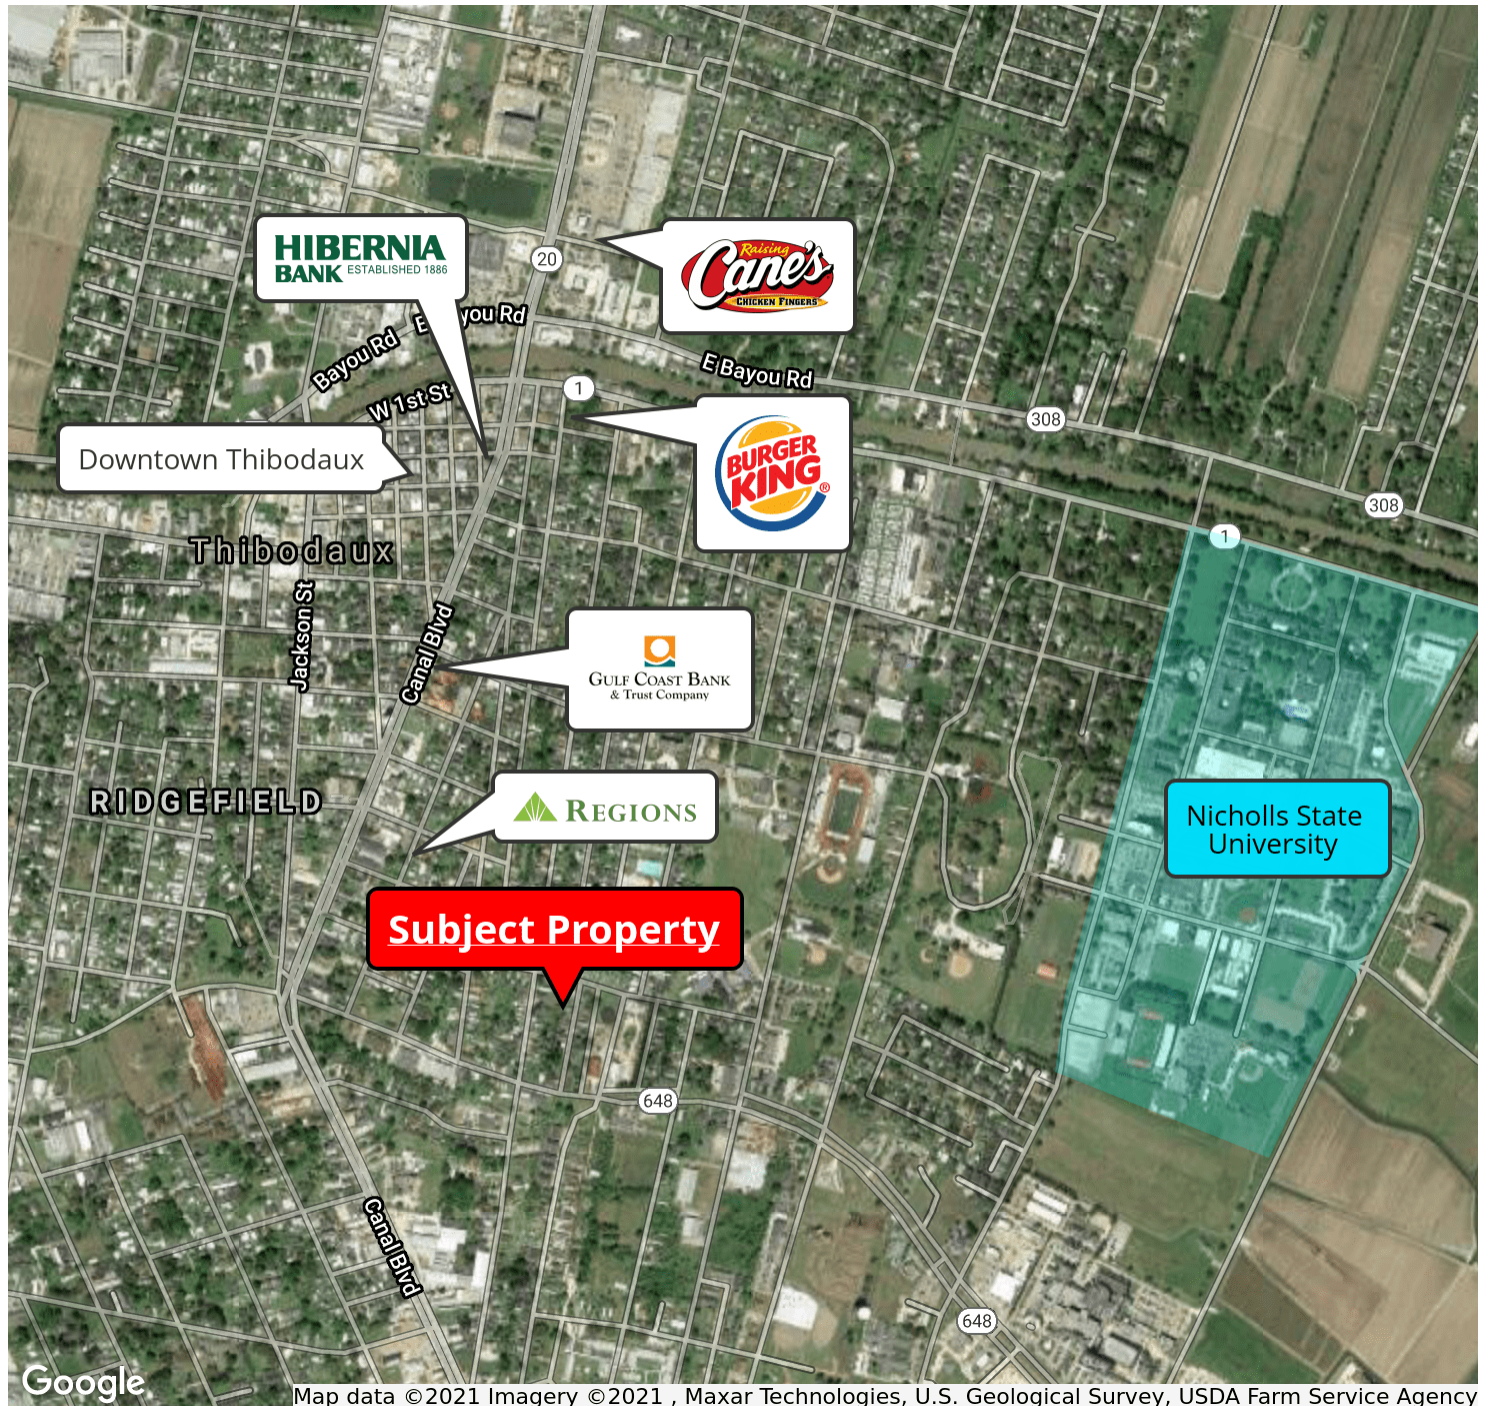 HIBERNIA
BANK ESTABLISHED 1886
20
Raising
Cane's
CHICKEN FINGERS
Bayou Rd
E Bayou Rd
W 1st St
1
E Bayou Rd
308
BURGER
KING
®
Downtown Thibodaux
308
1
Thibodaux
Jackson St
Canal Blvd
GULF COAST BANK
& Trust Company
RIDGEFIELD
REGIONS
Nicholls State
University
Subject Property
648
Canal Blvd
648
Google
Map data ©2021 Imagery ©2021 , Maxar Technologies, U.S. Geological Survey, USDA Farm Service Agency